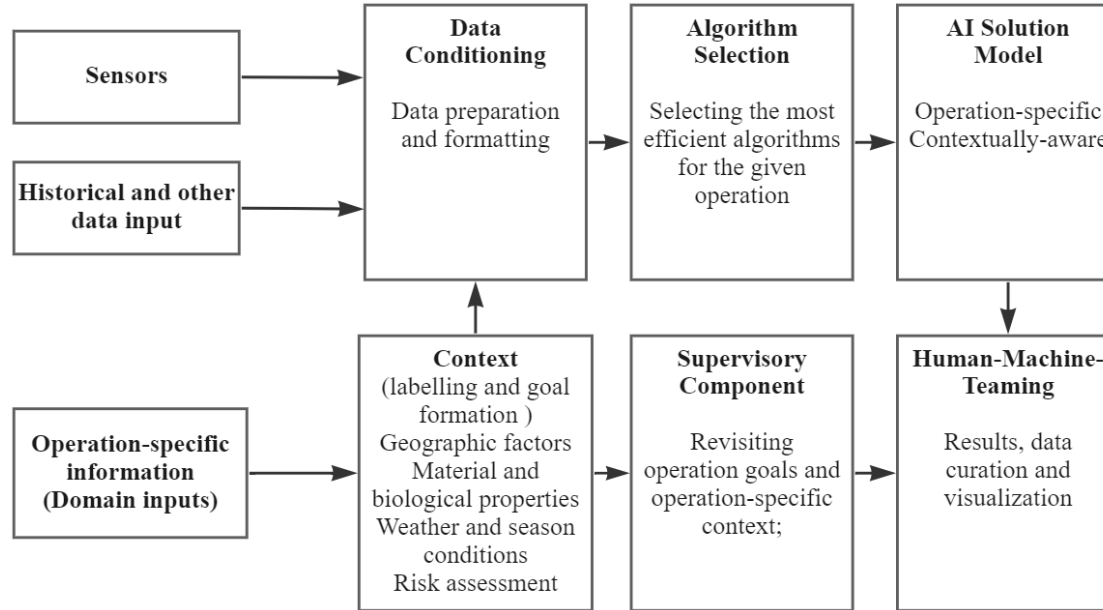 Sensors
Historical and other
data input
Data
Conditioning
Data preparation
and formatting
Algorithm
Selection
Selecting the most
efficient algorithms
for the given
operation
AI Solution
Model
Operation-specific
Contextually-aware
Operation-specific
information
(Domain inputs)
Context
(labelling and goal
formation )
Geographic factors
Material and
biological properties
Weather and season
conditions
Risk assessment
Supervisory
Component
Revisiting
operation goals and
operation-specific
context;
Human-Machine-
Teaming
Results, data
curation and
visualization